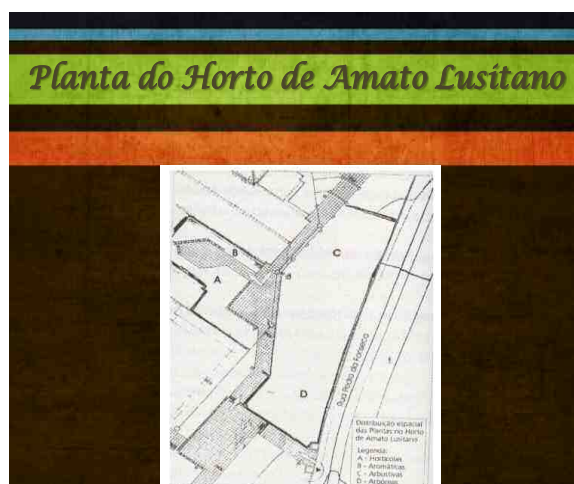 Planta do Horto de Amato Lusitano
B
C
A
D
Rua Pedro da Fonseca
Distribuição espacial
das Plantas no Horto
de Amato Lusitano
Legenda:
A - Hortícolas
B - Aromáticas
C - Arbustivas
D - Arbóreas